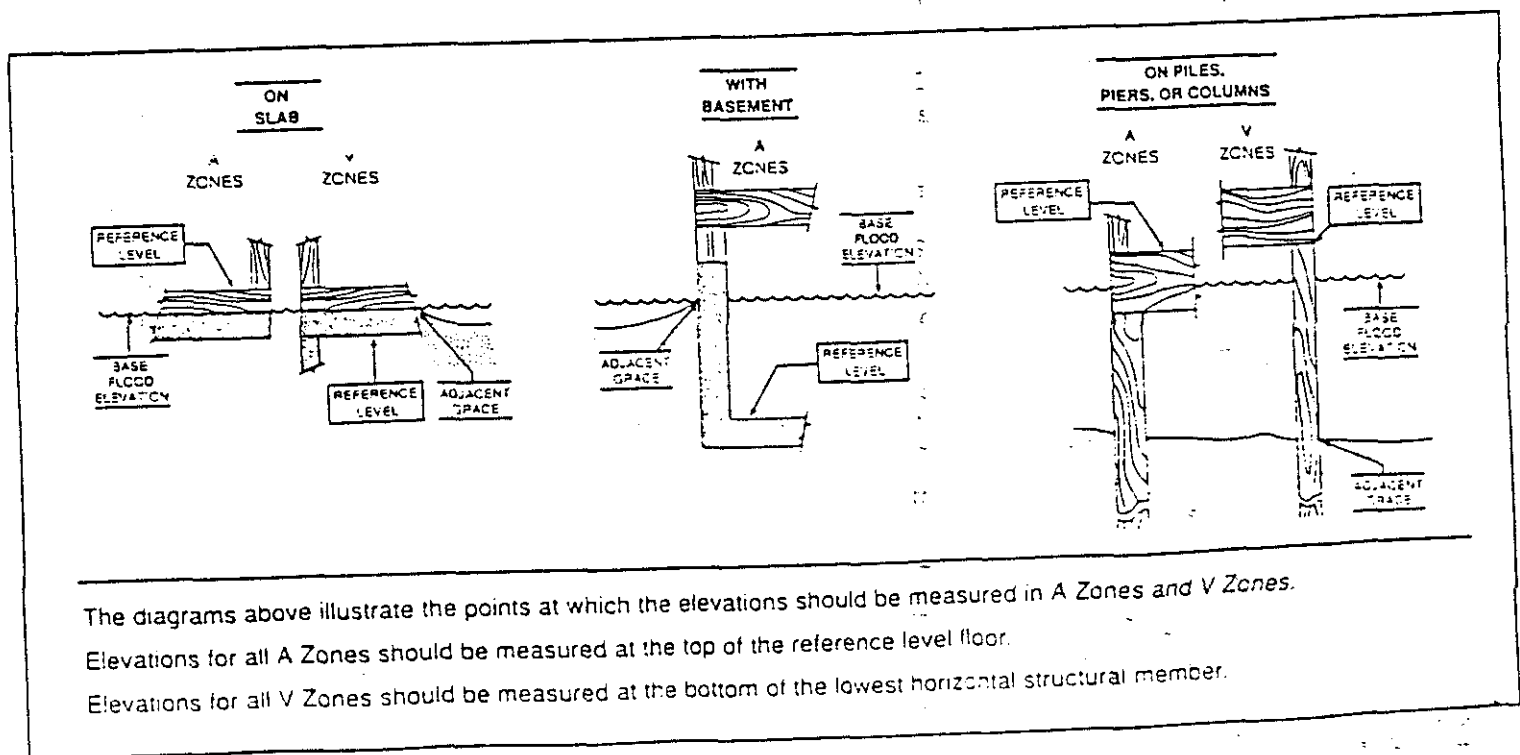 ON
SLAB
A
ZONES
V
ZONES
REFERENCE
LEVEL
BASE
FLOOD
ELEVATION
REFERENCE
LEVEL
ADJACENT
GRADE
WITH
BASEMENT
A
ZONES
BASE
FLOOD
ELEVATION
ADJACENT
GRADE
REFERENCE
LEVEL
ON PILES,
PIERS, OR COLUMNS
A
ZONES
V
ZONES
REFERENCE
LEVEL
REFERENCE
LEVEL
BASE
FLOOD
ELEVATION
ADJACENT
GRADE
The diagrams above illustrate the points at which the elevations should be measured in A Zones and V Zones.
Elevations for all A Zones should be measured at the top of the reference level floor.
Elevations for all V Zones should be measured at the bottom of the lowest horizontal structural member.